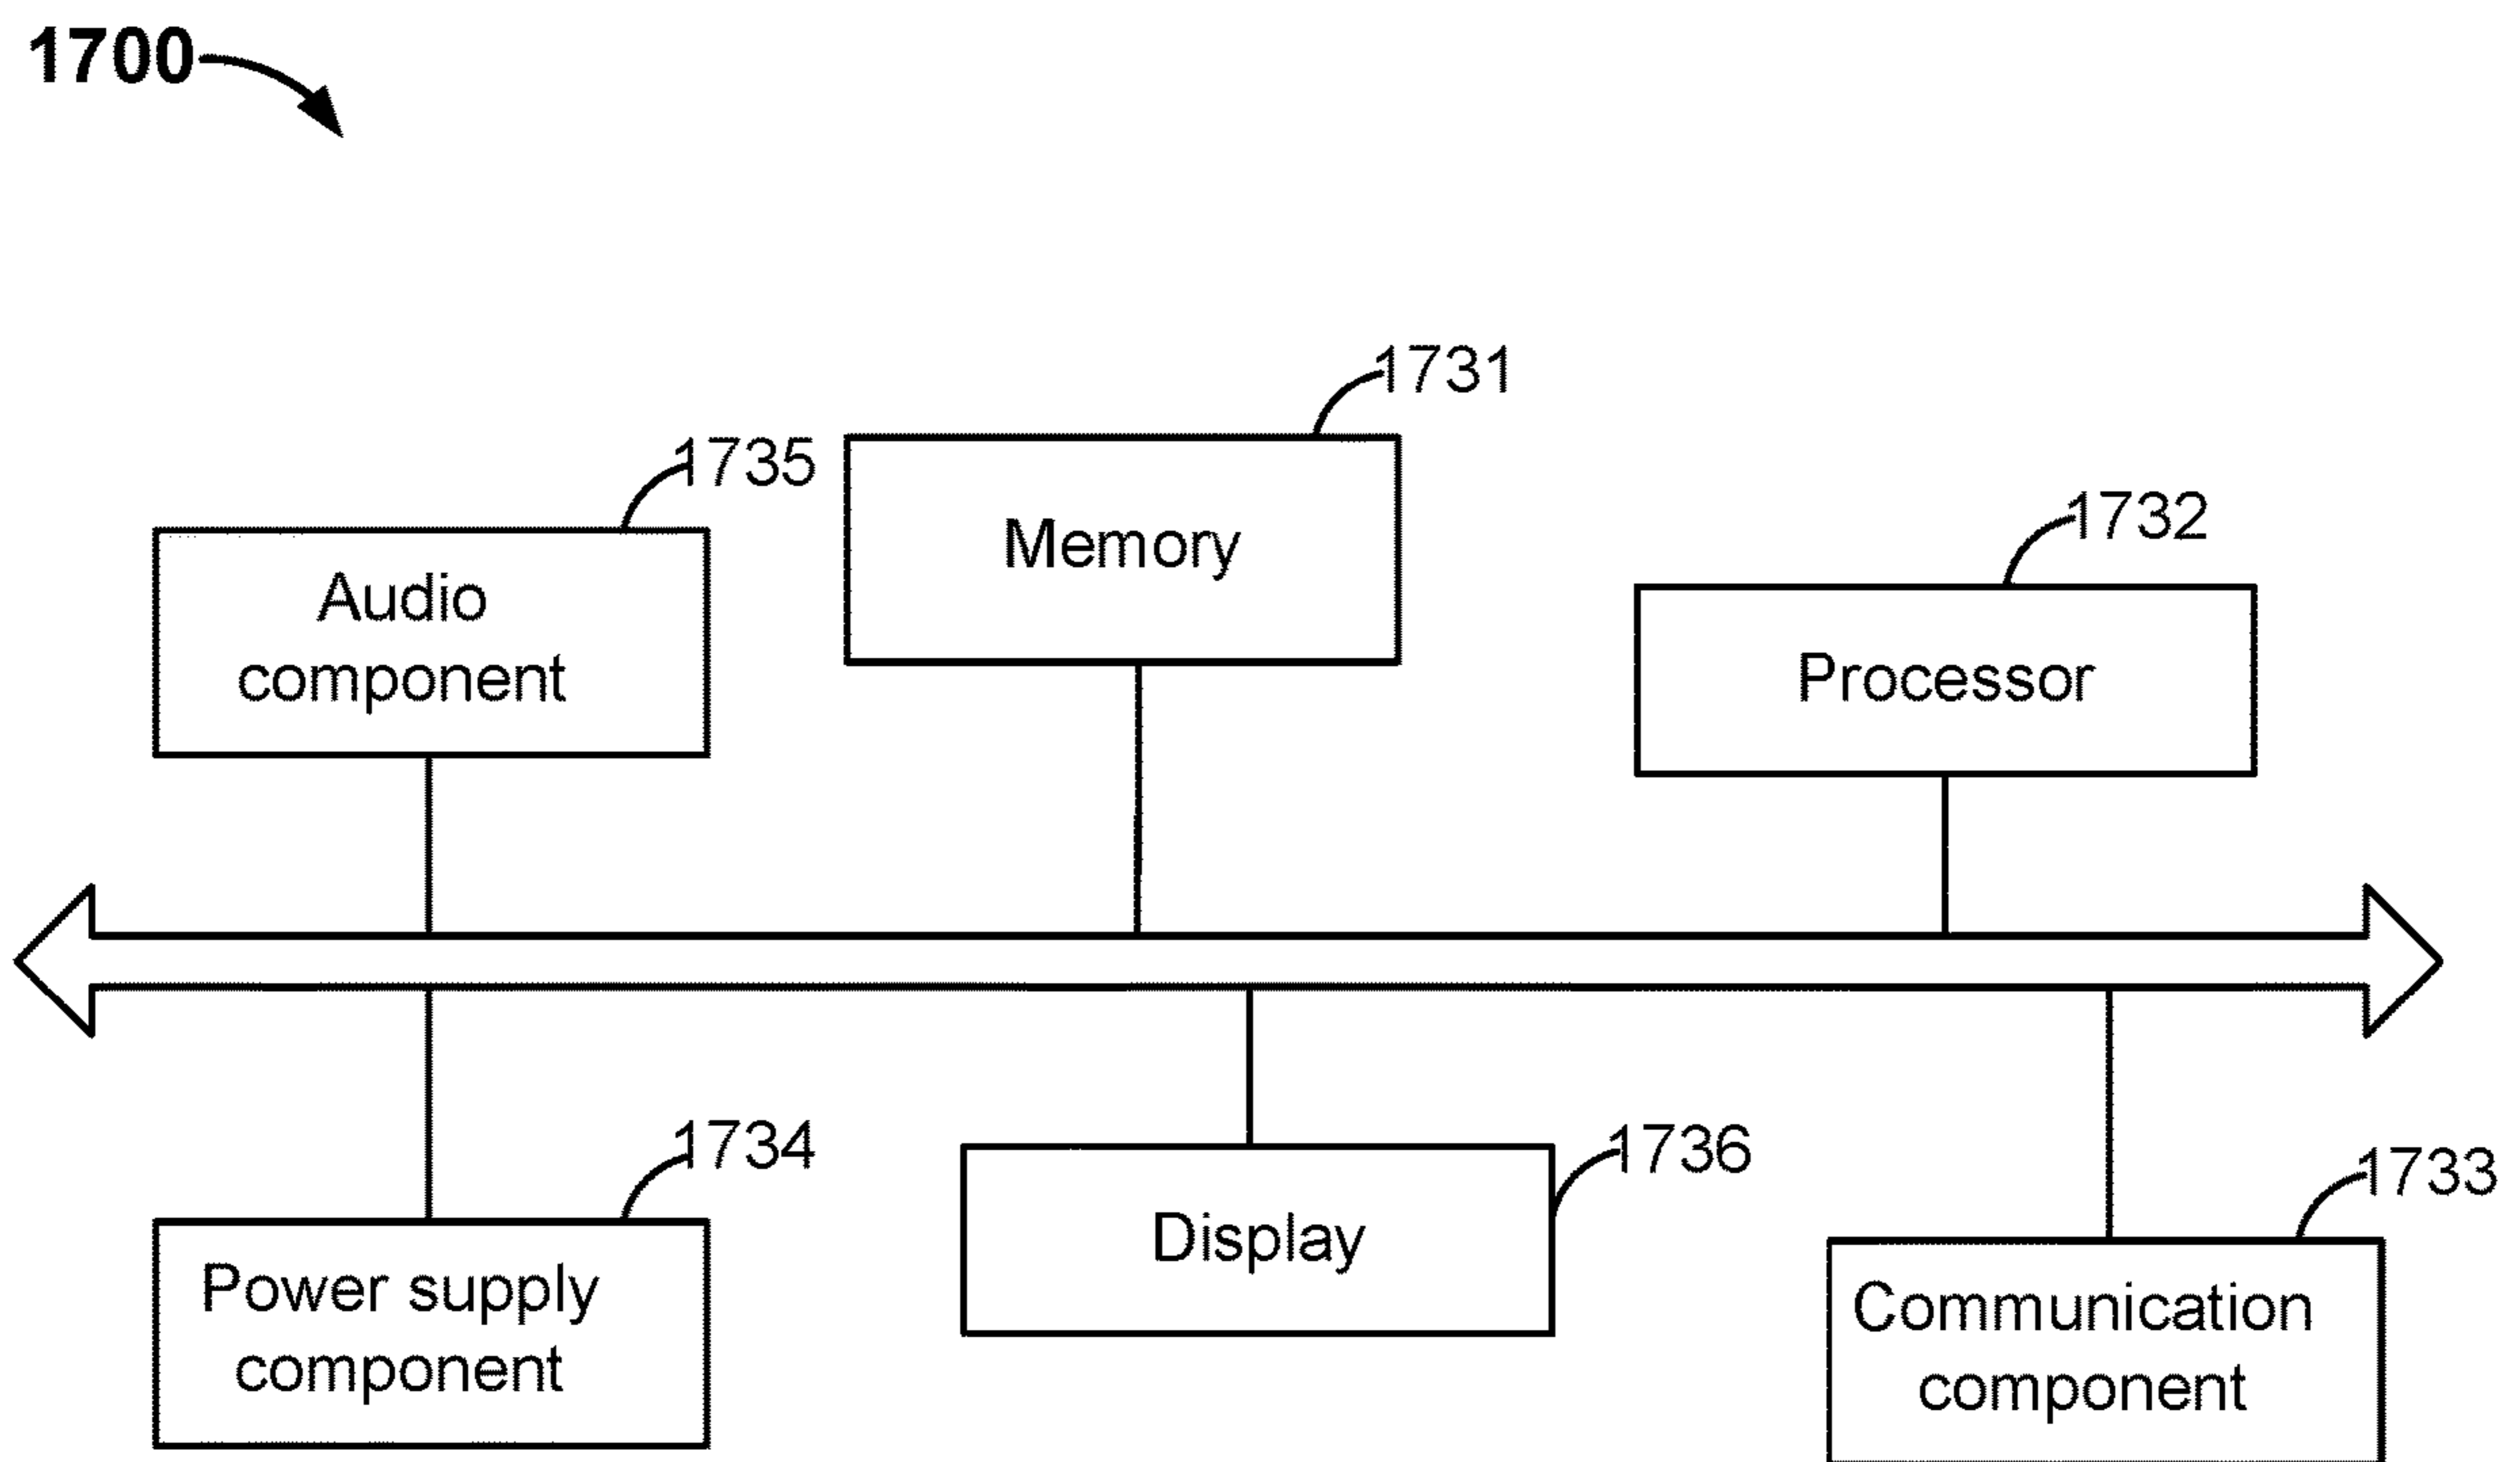 1700
1731
1735
Memory
1732
Audio
component
Processor
1734
1736
1733
Display
Power supply
component
Communication
component